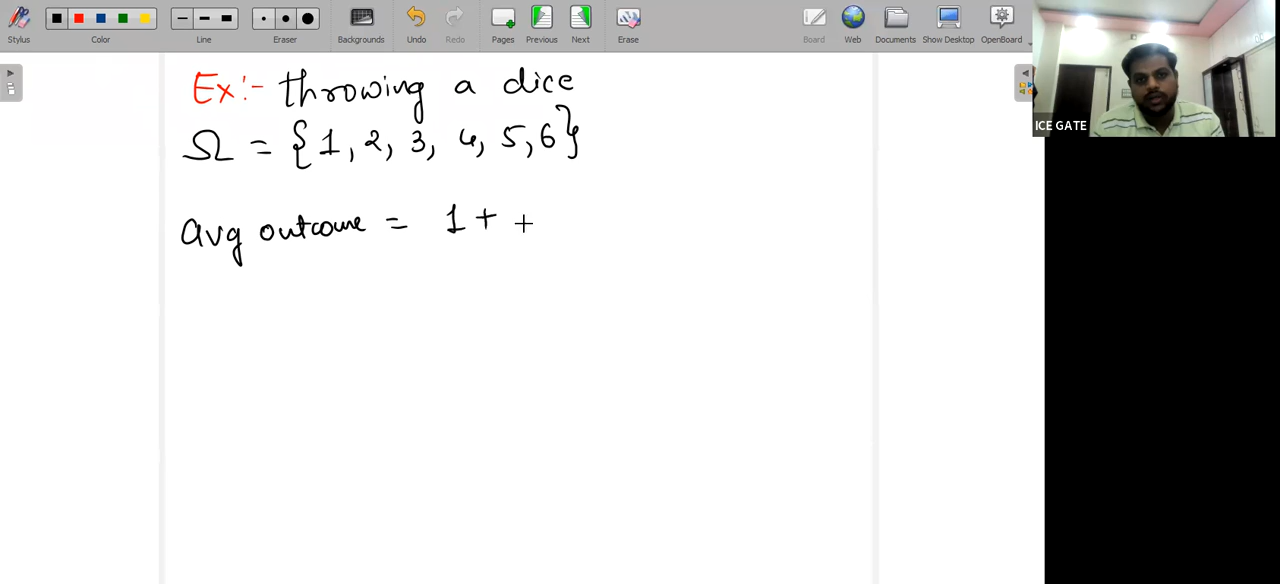 Stylus Color Line Eraser Backgrounds Undo Redo Pages Previous Next Erase Board Web Documents Show Desktop OpenBoard
Ex:- throwing a dice
Ω = {1, 2, 3, 4, 5, 6}
avg outcome = 1 +
ICE GATE